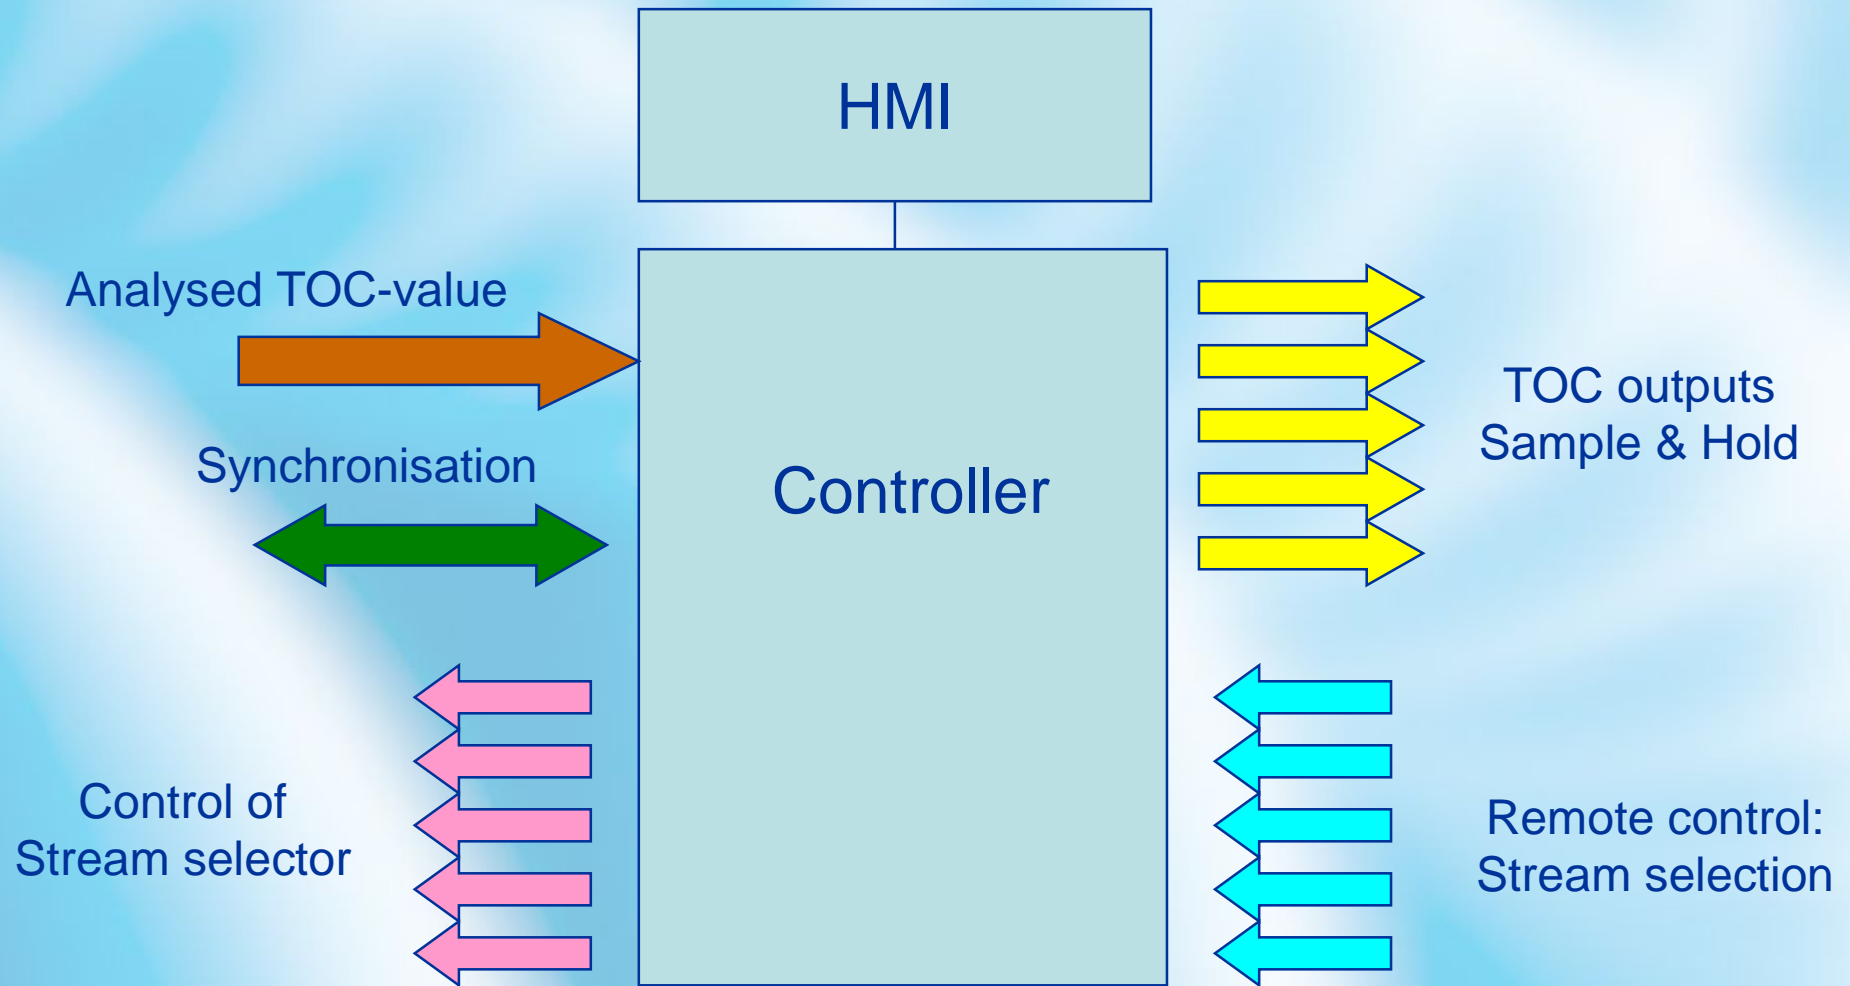 HMI
Analysed TOC-value
Synchronisation
Controller
TOC outputs
Sample & Hold
Control of
Stream selector
Remote control:
Stream selection